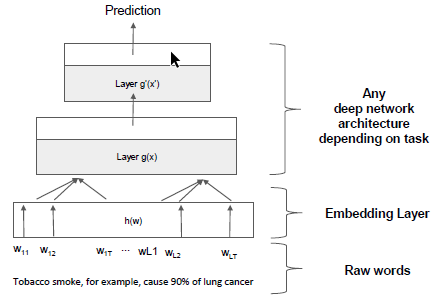 Prediction
Layer g'(x')
Any
deep network
architecture
depending on task
Layer g(x)
h(w)
Embedding Layer
W11 W12 W1T ... wL1 WL2 WLT
Raw words
Tobacco smoke, for example, cause 90% of lung cancer